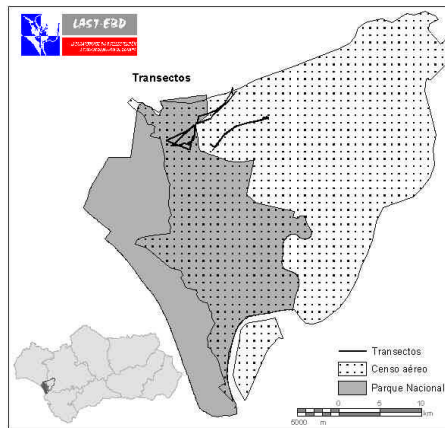 LAST-EBD
Transectos
Transectos
Censo aéreo
Parque Nacional
0 5 10
5000 m km